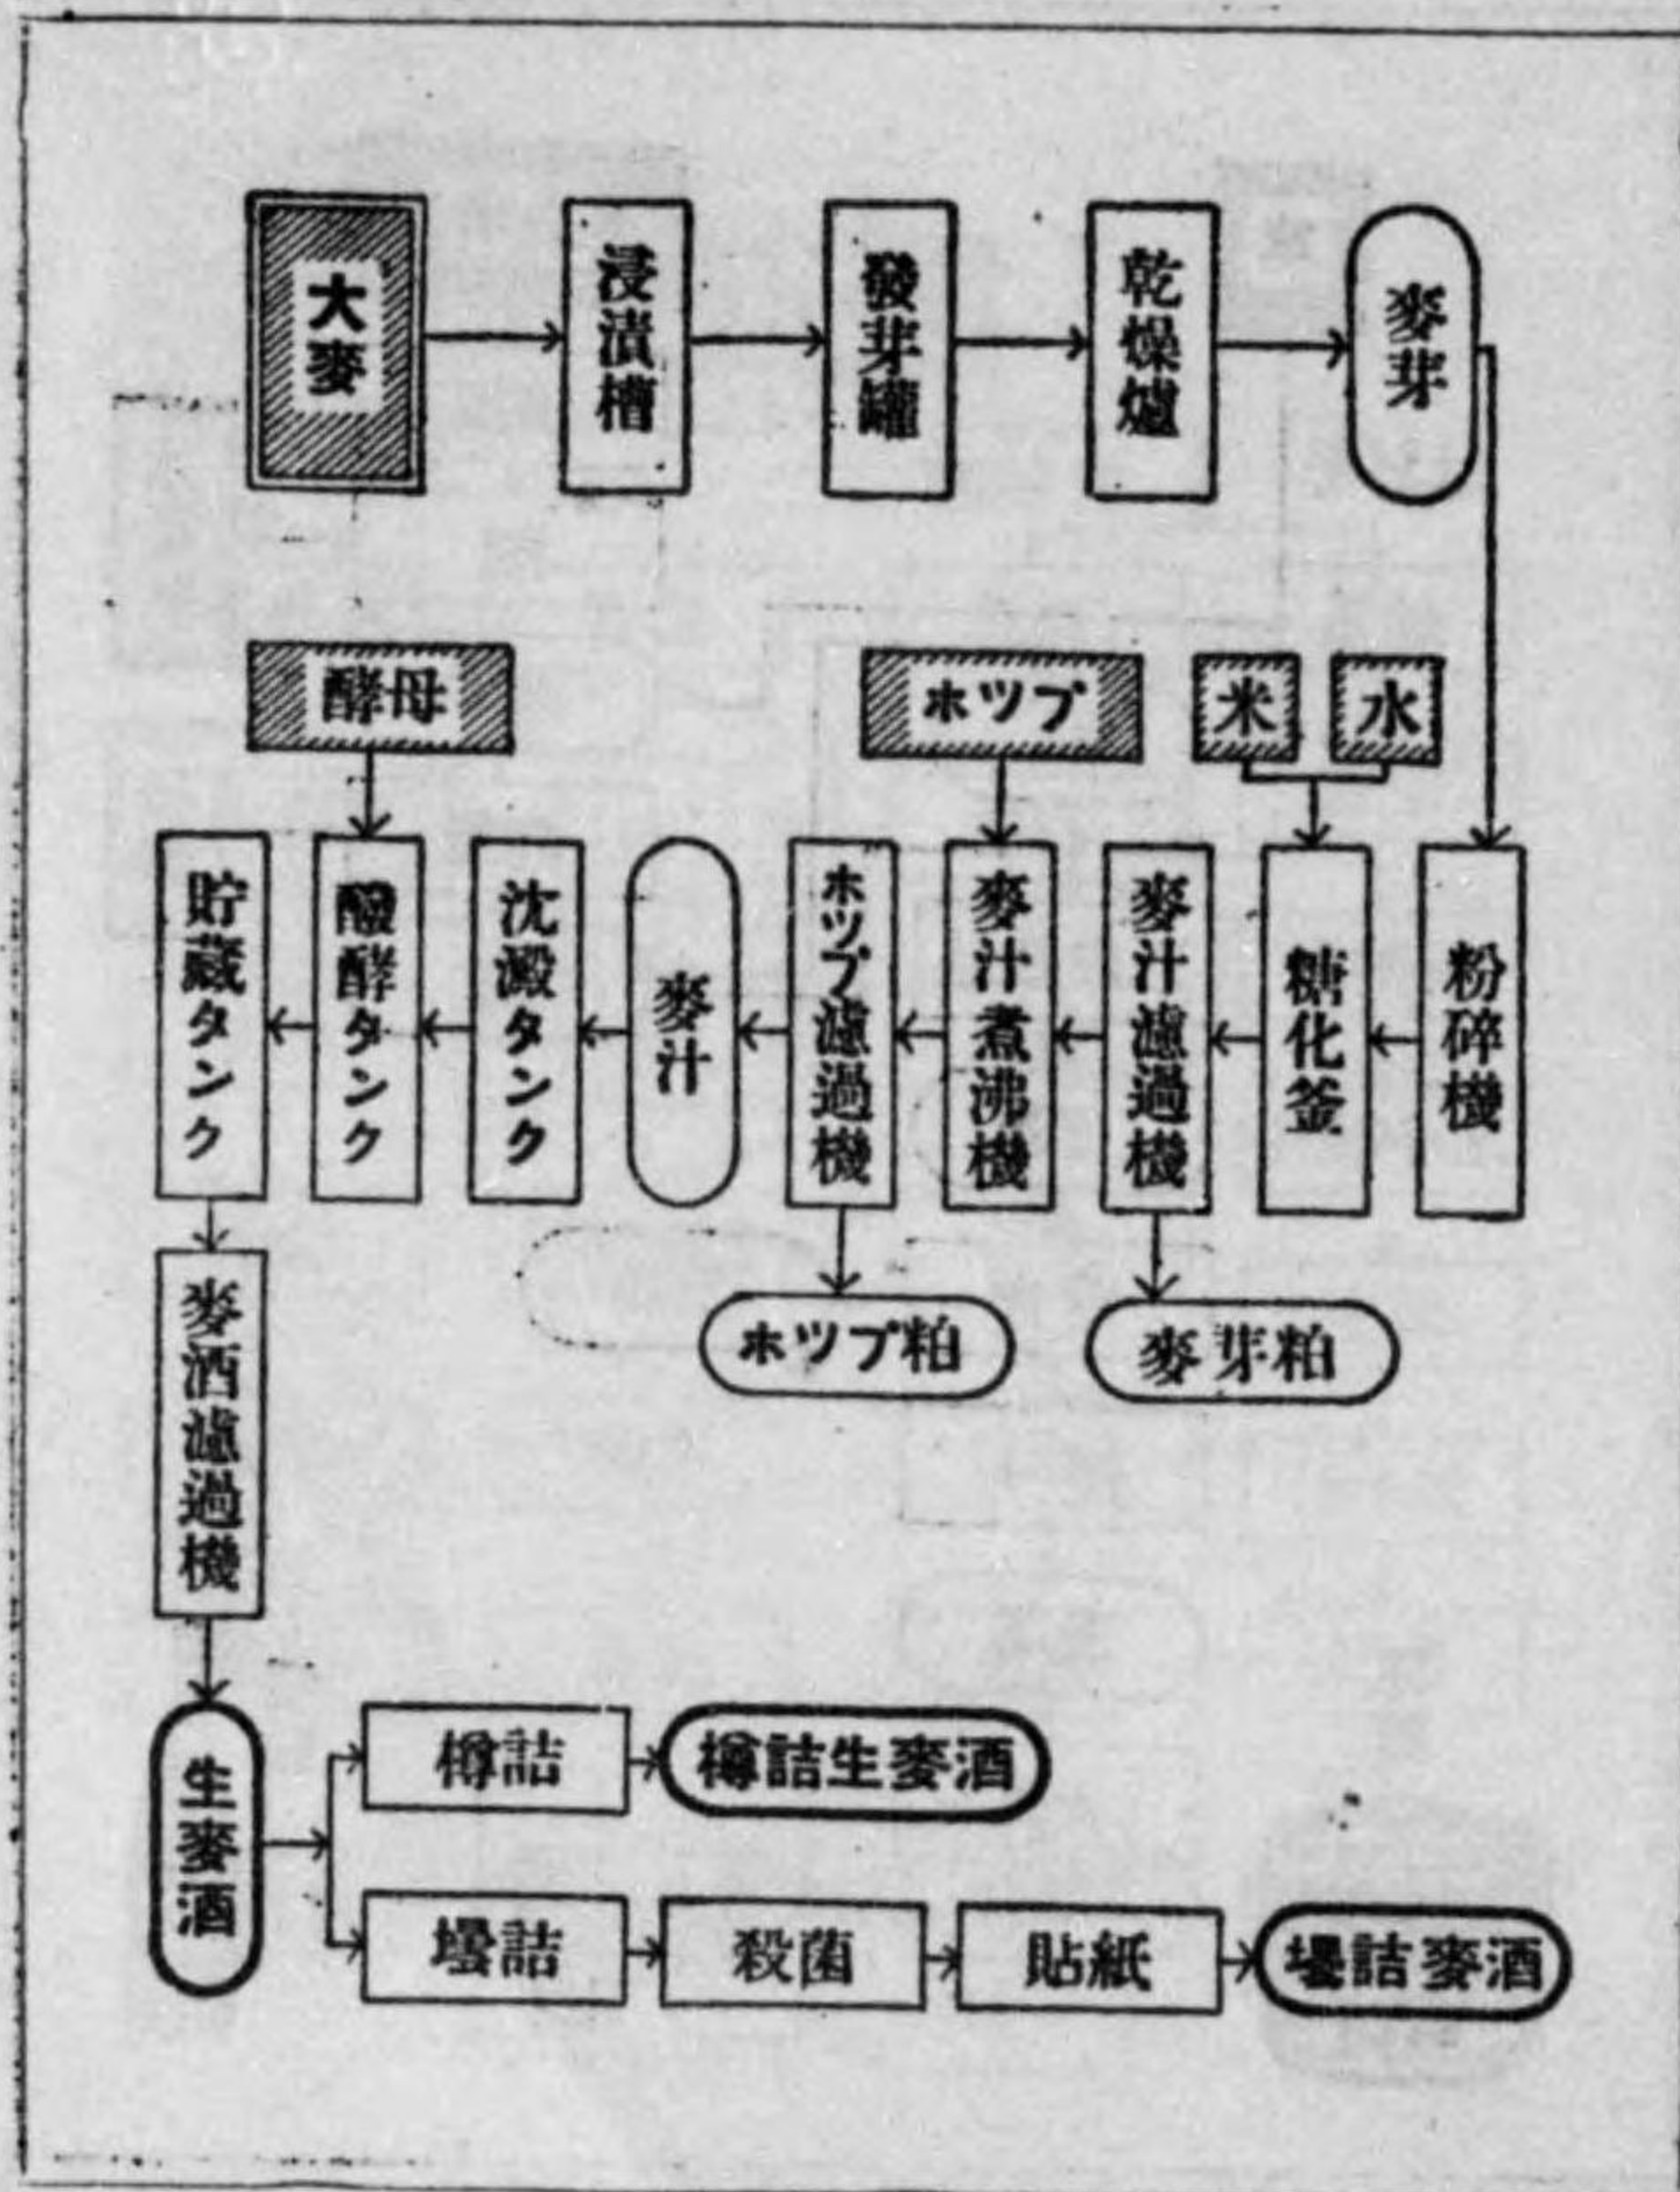 大麥
浸漬槽
發芽罐
乾燥爐
麥芽
酵母
ホツプ
米
水
粉碎機
糖化釜
麥汁濾過機
麥汁煮沸機
ホツプ濾過機
麥汁
沈澱タンク
醱酵タンク
貯藏タンク
麥芽粕
ホツプ粕
麥酒濾過機
生麥酒
樽詰
樽詰生麥酒
壜詰
殺菌
貼紙
壜詰麥酒